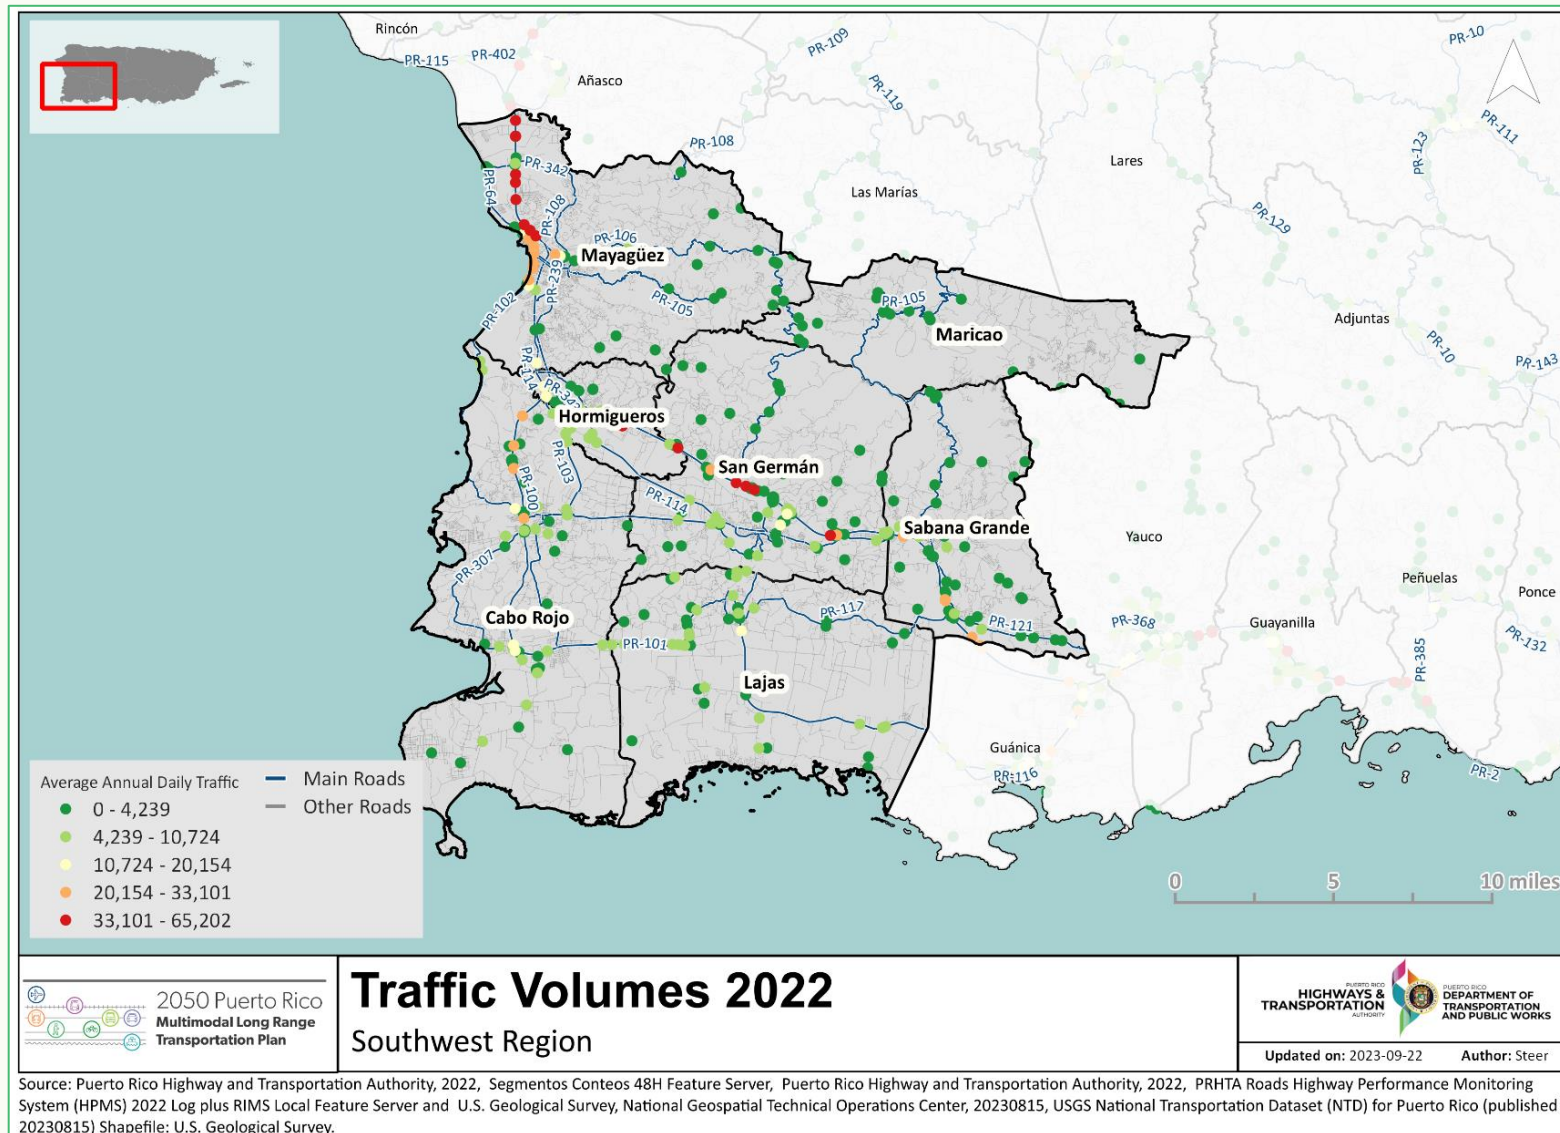 Rincón
PR-115
PR-402
Añasco
PR-109
PR-119
PR-10
PR-111
PR-123
PR-108
Lares
Las Marías
PR-129
PR-342
PR-64
PR-108
PR-106
Mayagüez
PR-239
PR-105
PR-102
PR-105
Maricao
Adjuntas
PR-10
PR-143
PR-114
PR-342
Hormigueros
PR-103
San Germán
PR-100
PR-114
Sabana Grande
Yauco
PR-307
Peñuelas
Ponce
Cabo Rojo
PR-117
PR-121
PR-368
Guayanilla
PR-132
PR-101
PR-385
Lajas
Guánica
PR-116
PR-2
Average Annual Daily Traffic
0 - 4,239
4,239 - 10,724
10,724 - 20,154
20,154 - 33,101
33,101 - 65,202
Main Roads
Other Roads
0 5 10 miles
2050 Puerto Rico
Multimodal Long Range
Transportation Plan
Traffic Volumes 2022
Southwest Region
PUERTO RICO
HIGHWAYS &
TRANSPORTATION
AUTHORITY
PUERTO RICO
DEPARTMENT OF
TRANSPORTATION
AND PUBLIC WORKS
Updated on: 2023-09-22 Author: Steer
Source: Puerto Rico Highway and Transportation Authority, 2022, Segmentos Conteos 48H Feature Server, Puerto Rico Highway and Transportation Authority, 2022, PRHTA Roads Highway Performance Monitoring
System (HPMS) 2022 Log plus RIMS Local Feature Server and U.S. Geological Survey, National Geospatial Technical Operations Center, 20230815, USGS National Transportation Dataset (NTD) for Puerto Rico (published
20230815) Shapefile: U.S. Geological Survey.